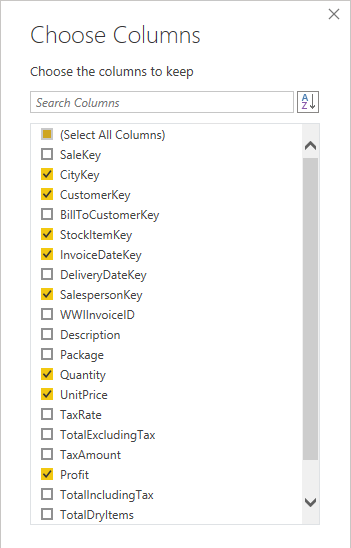 Choose Columns
Choose the columns to keep
Search Columns
A
Z
(Select All Columns)
SaleKey
CityKey
CustomerKey
BillToCustomerKey
StockItemKey
InvoiceDateKey
DeliveryDateKey
SalespersonKey
WWIInvoiceID
Description
Package
Quantity
UnitPrice
TaxRate
TotalExcludingTax
TaxAmount
Profit
TotalIncludingTax
TotalDryItems